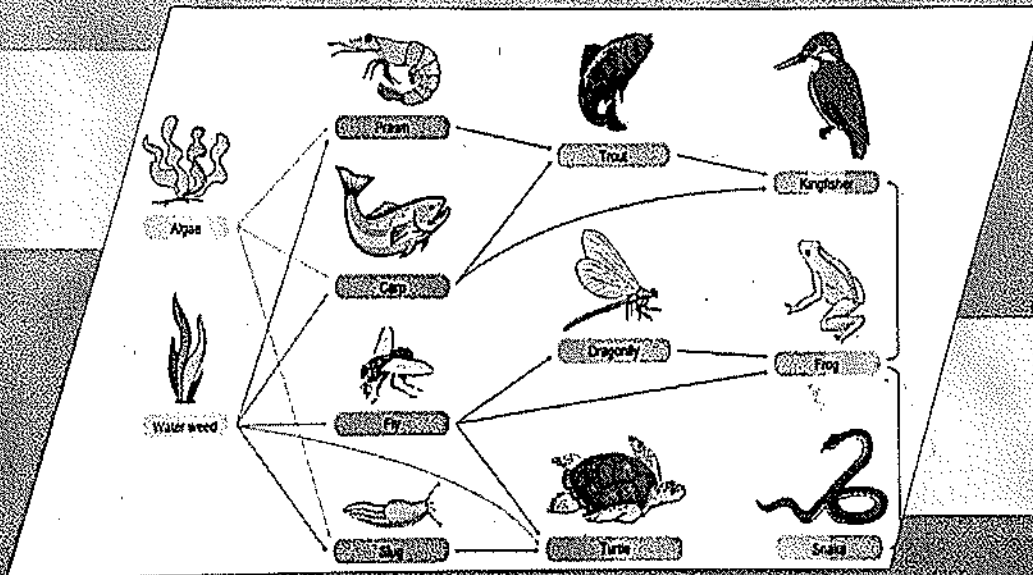 Prawn
Trout
Kingfisher
Algae
Carp
Dragonfly
Frog
Water weed
Fly
Slug
Turtle
Snake